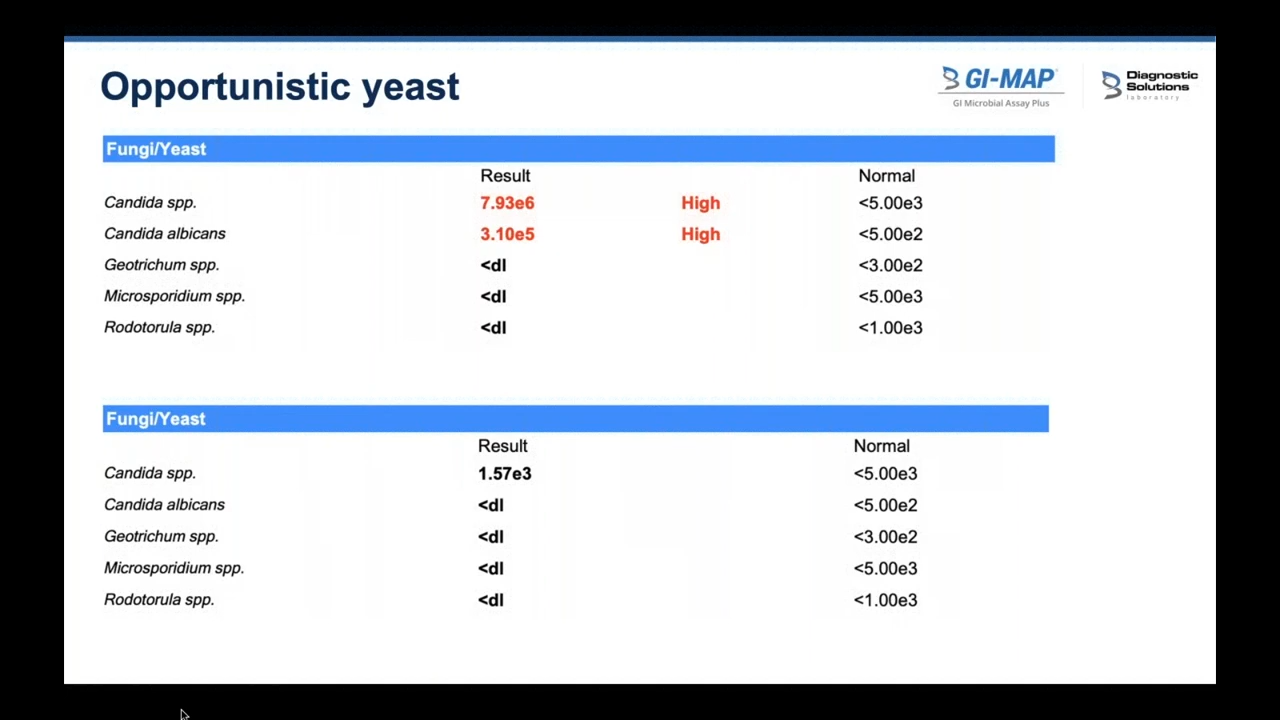 Opportunistic yeast
GI-MAP
GI Microbial Assay Plus
Diagnostic
Solutions
laboratory
Fungi/Yeast
Result Normal
Candida spp. 7.93e6 High <5.00e3
Candida albicans 3.10e5 High <5.00e2
Geotrichum spp. <dl <3.00e2
Microsporidium spp. <dl <5.00e3
Rodotorula spp. <dl <1.00e3
Fungi/Yeast
Result Normal
Candida spp. 1.57e3 <5.00e3
Candida albicans <dl <5.00e2
Geotrichum spp. <dl <3.00e2
Microsporidium spp. <dl <5.00e3
Rodotorula spp. <dl <1.00e3